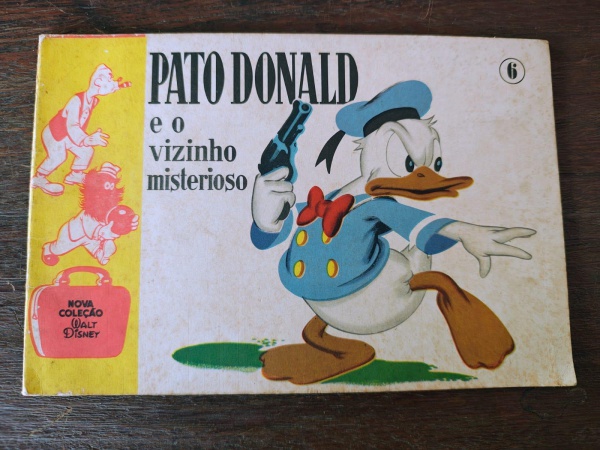 PATO DONALD
e o
vizinho
misterioso
6
NOVA
COLEÇÃO
Walt
Disney